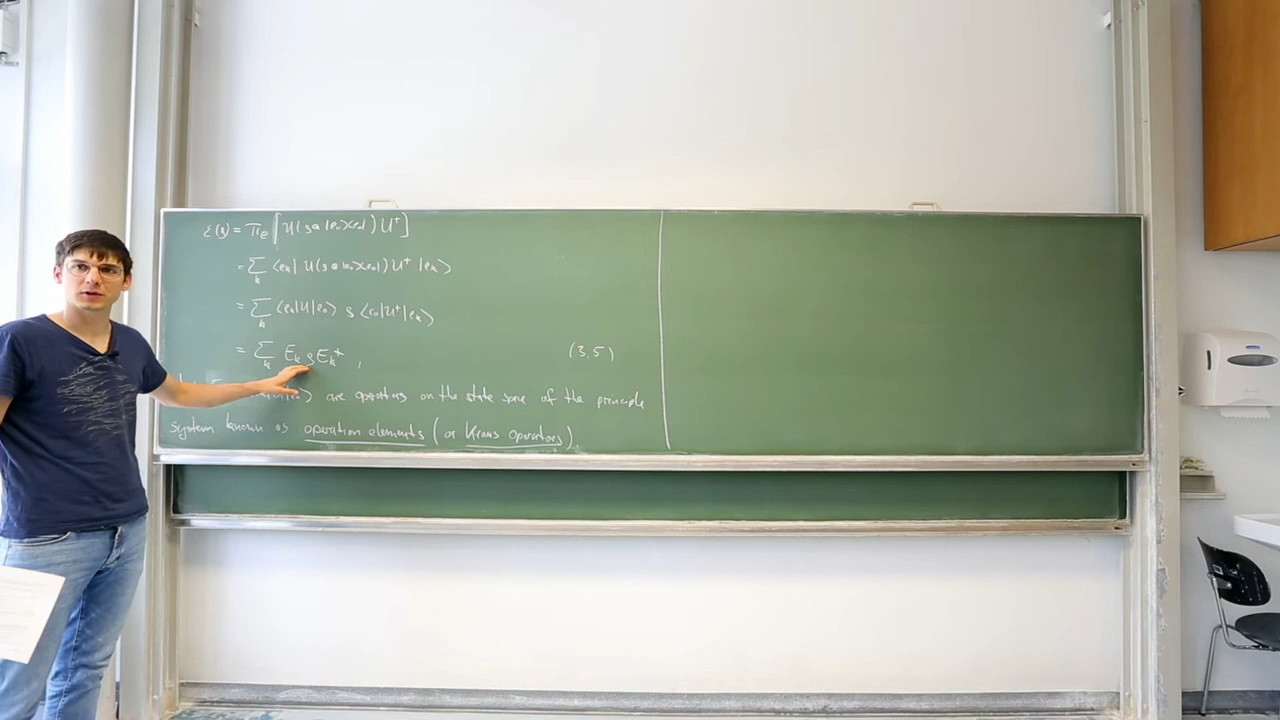 ε(ρ) = Tr_E [U(ρ⊗|e₀⟩⟨e₀|)U†]
= Σ_k ⟨e_k| U(ρ⊗|e₀⟩⟨e₀|)U† |e_k⟩
= Σ_k ⟨e_k|U|e₀⟩ ρ ⟨e₀|U†|e_k⟩
= Σ_k E_k ρ E_k† , (3.5)
are operators on the state space of the principle
system known as operation elements (or Kraus operators).